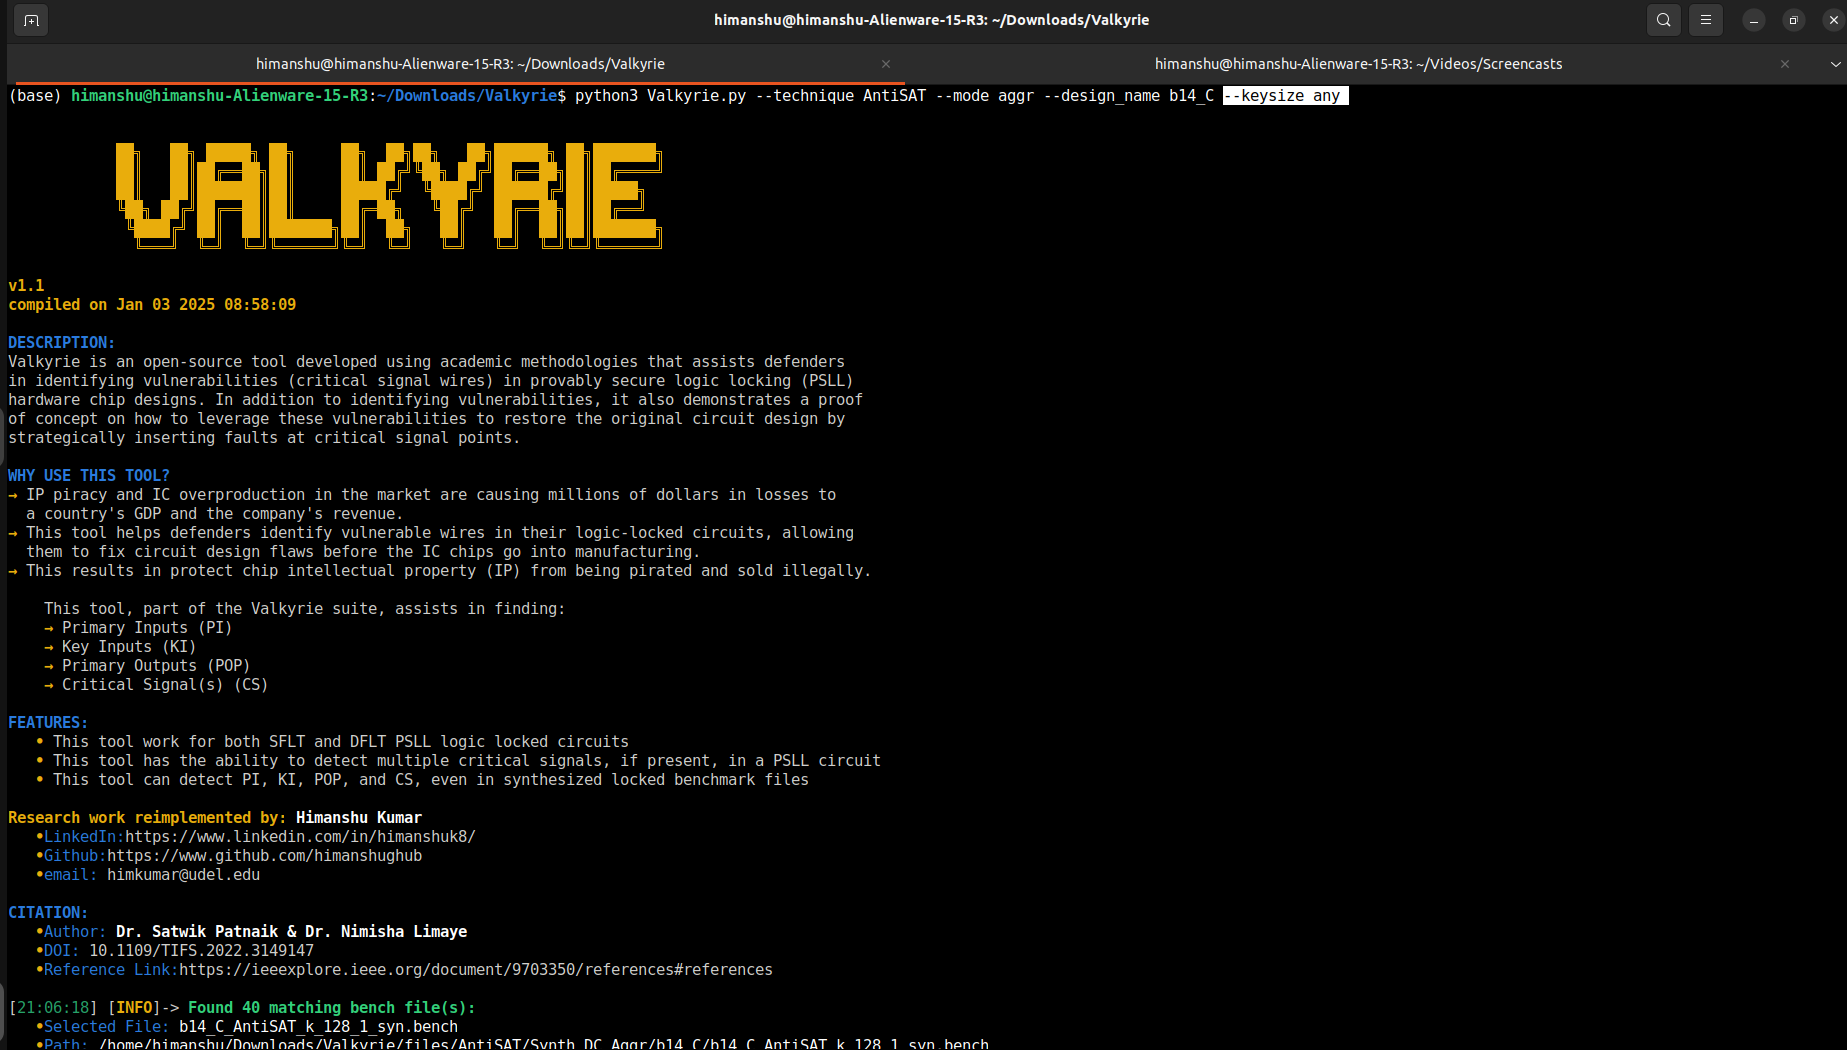 himanshu@himanshu-Alienware-15-R3: ~/Downloads/Valkyrie
himanshu@himanshu-Alienware-15-R3: ~/Downloads/Valkyrie
himanshu@himanshu-Alienware-15-R3: ~/Videos/Screencasts
(base) himanshu@himanshu-Alienware-15-R3:~/Downloads/Valkyrie$ python3 Valkyrie.py --technique AntiSAT --mode aggr --design_name b14_C --keysize any
VALKYRIE
v1.1
compiled on Jan 03 2025 08:58:09
DESCRIPTION:
Valkyrie is an open-source tool developed using academic methodologies that assists defenders
in identifying vulnerabilities (critical signal wires) in provably secure logic locking (PSLL)
hardware chip designs. In addition to identifying vulnerabilities, it also demonstrates a proof
of concept on how to leverage these vulnerabilities to restore the original circuit design by
strategically inserting faults at critical signal points.
WHY USE THIS TOOL?
→ IP piracy and IC overproduction in the market are causing millions of dollars in losses to
a country's GDP and the company's revenue.
→ This tool helps defenders identify vulnerable wires in their logic-locked circuits, allowing
them to fix circuit design flaws before the IC chips go into manufacturing.
→ This results in protect chip intellectual property (IP) from being pirated and sold illegally.
This tool, part of the Valkyrie suite, assists in finding:
→ Primary Inputs (PI)
→ Key Inputs (KI)
→ Primary Outputs (POP)
→ Critical Signal(s) (CS)
FEATURES:
• This tool work for both SFLT and DFLT PSLL logic locked circuits
• This tool has the ability to detect multiple critical signals, if present, in a PSLL circuit
• This tool can detect PI, KI, POP, and CS, even in synthesized locked benchmark files
Research work reimplemented by: Himanshu Kumar
•LinkedIn:https://www.linkedin.com/in/himanshuk8/
•Github:https://www.github.com/himanshughub
•email: himkumar@udel.edu
CITATION:
•Author: Dr. Satwik Patnaik & Dr. Nimisha Limaye
•DOI: 10.1109/TIFS.2022.3149147
•Reference Link:https://ieeexplore.ieee.org/document/9703350/references#references
[21:06:18] [INFO]-> Found 40 matching bench file(s):
•Selected File: b14_C_AntiSAT_k_128_1_syn.bench
•Path: /home/himanshu/Downloads/Valkyrie/files/AntiSAT/Synth_DC_Aggr/b14_C/b14_C_AntiSAT_k_128_1_syn.bench